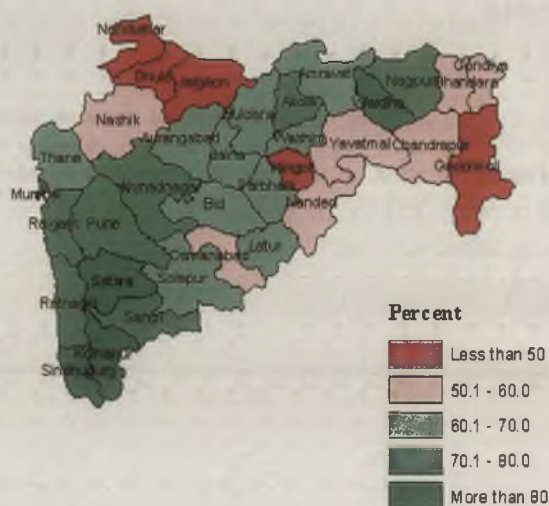 Nandurbar
Dhule Jalgaon
Amravati Nagpur Gondiya
Bhandara
Nashik Buldana Akola Wardha
Washim
Thane Aurangabad Jalna Yavatmal Chandrapur
Gadchiroli
Hingoli
Mumbai Ahmadnagar Parbhani
Raigarh Pune Bid Nanded
Osmanabad Latur
Satara Solapur
Ratnagiri
Sangli
Kolhapur
Sindhudurg
Percent
Less than 50
50.1 - 60.0
60.1 - 70.0
70.1 - 80.0
More than 80